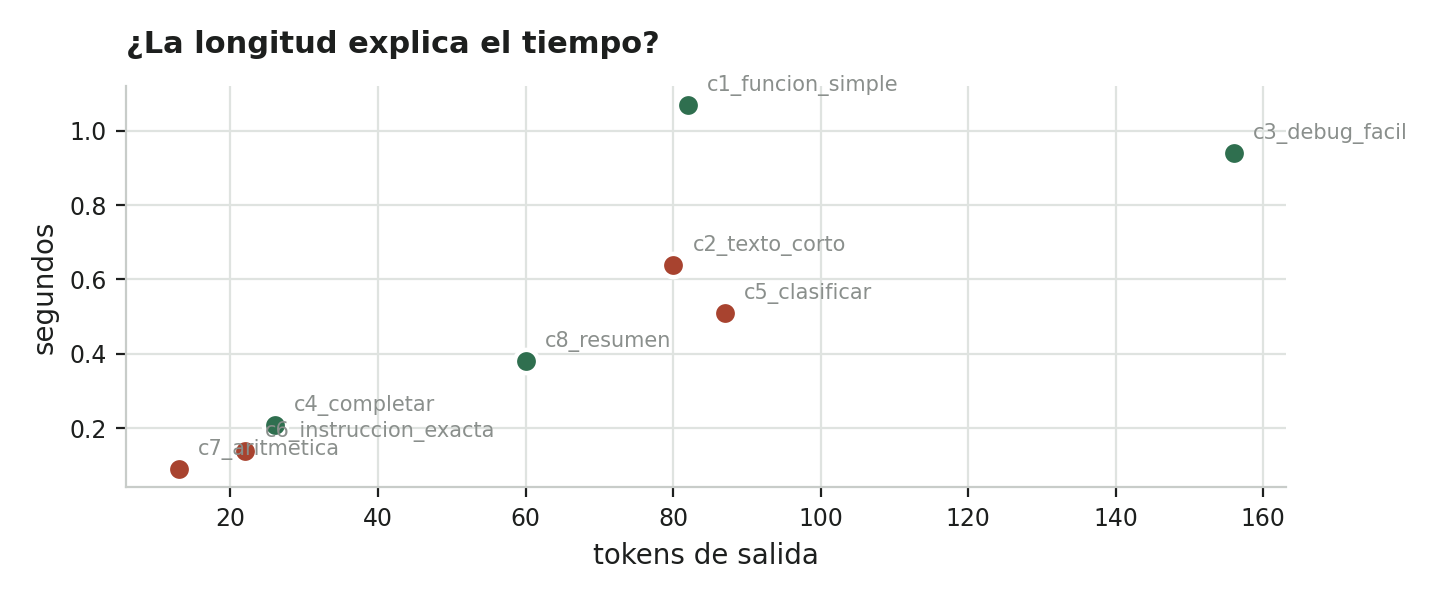 ¿La longitud explica el tiempo?
c1_funcion_simple
c3_debug_facil
c2_texto_corto
c5_clasificar
c8_resumen
c4_completar
c6_instruccion_exacta
c7_aritmetica
segundos
1.0
0.8
0.6
0.4
0.2
20 40 60 80 100 120 140 160
tokens de salida